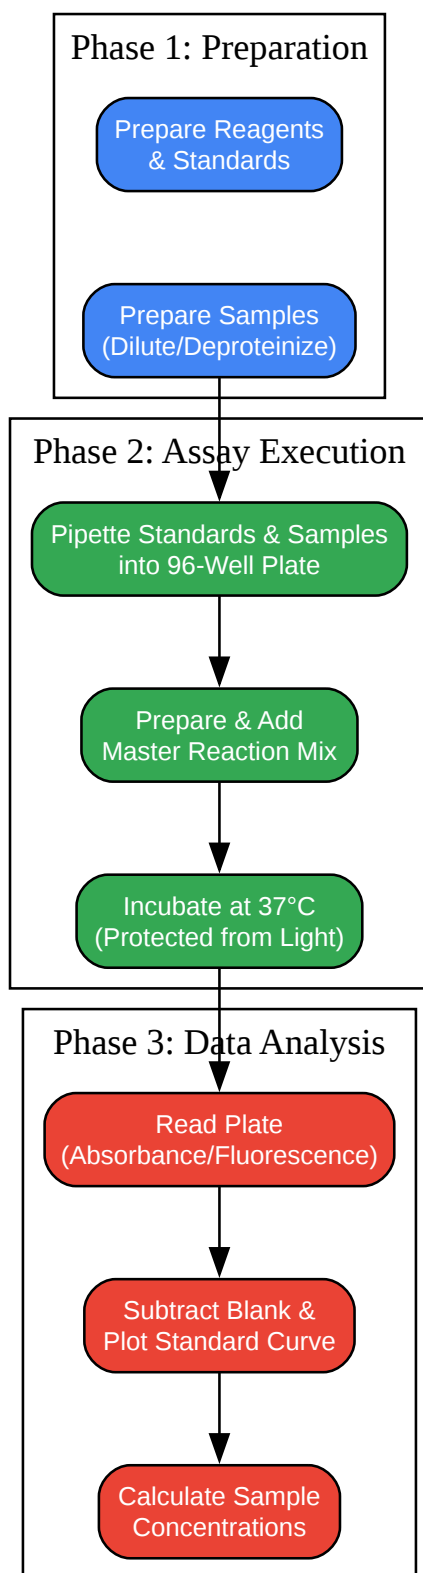 Phase 1: Preparation
Prepare Reagents
& Standards
Prepare Samples
(Dilute/Deproteinize)
Phase 2: Assay Execution
Pipette Standards & Samples
into 96-Well Plate
Prepare & Add
Master Reaction Mix
Incubate at 37°C
(Protected from Light)
Phase 3: Data Analysis
Read Plate
(Absorbance/Fluorescence)
Subtract Blank &
Plot Standard Curve
Calculate Sample
Concentrations